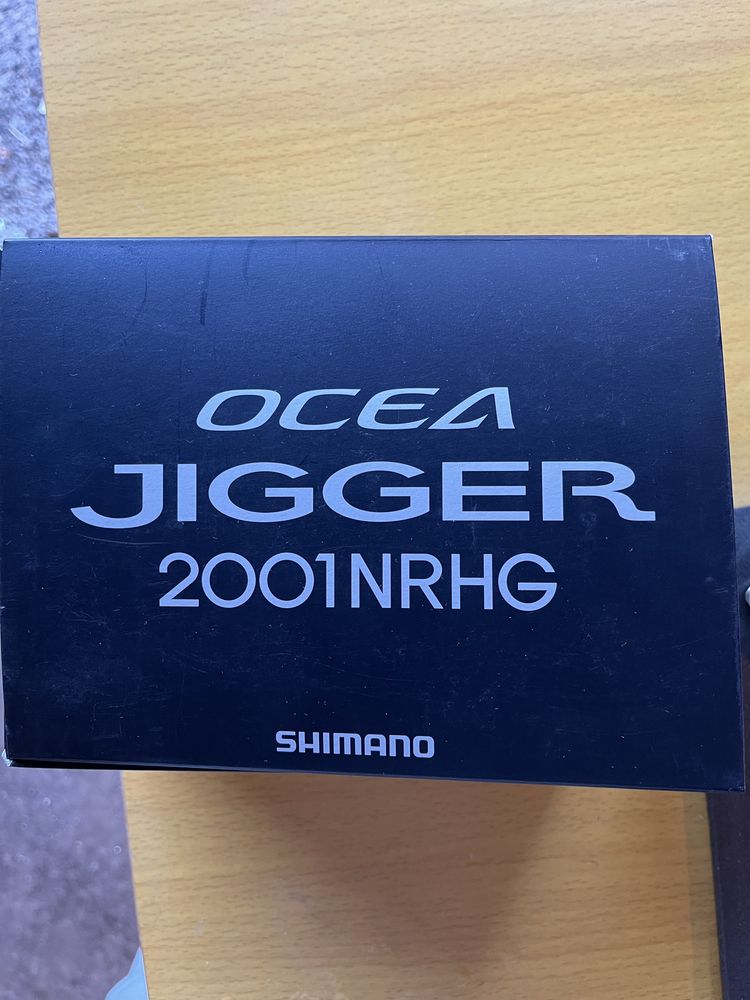 OCEA
JIGGER
2001NRHG
SHIMANO